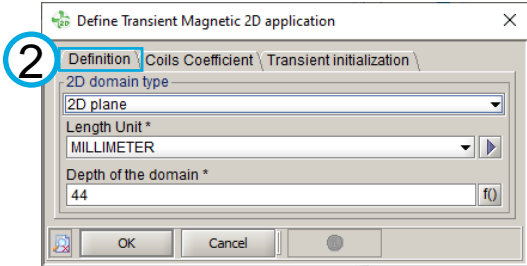 Define Transient Magnetic 2D application
2
Definition Coils Coefficient Transient initialization
2D domain type
2D plane
Length Unit *
MILLIMETER
Depth of the domain *
44 f()
OK Cancel